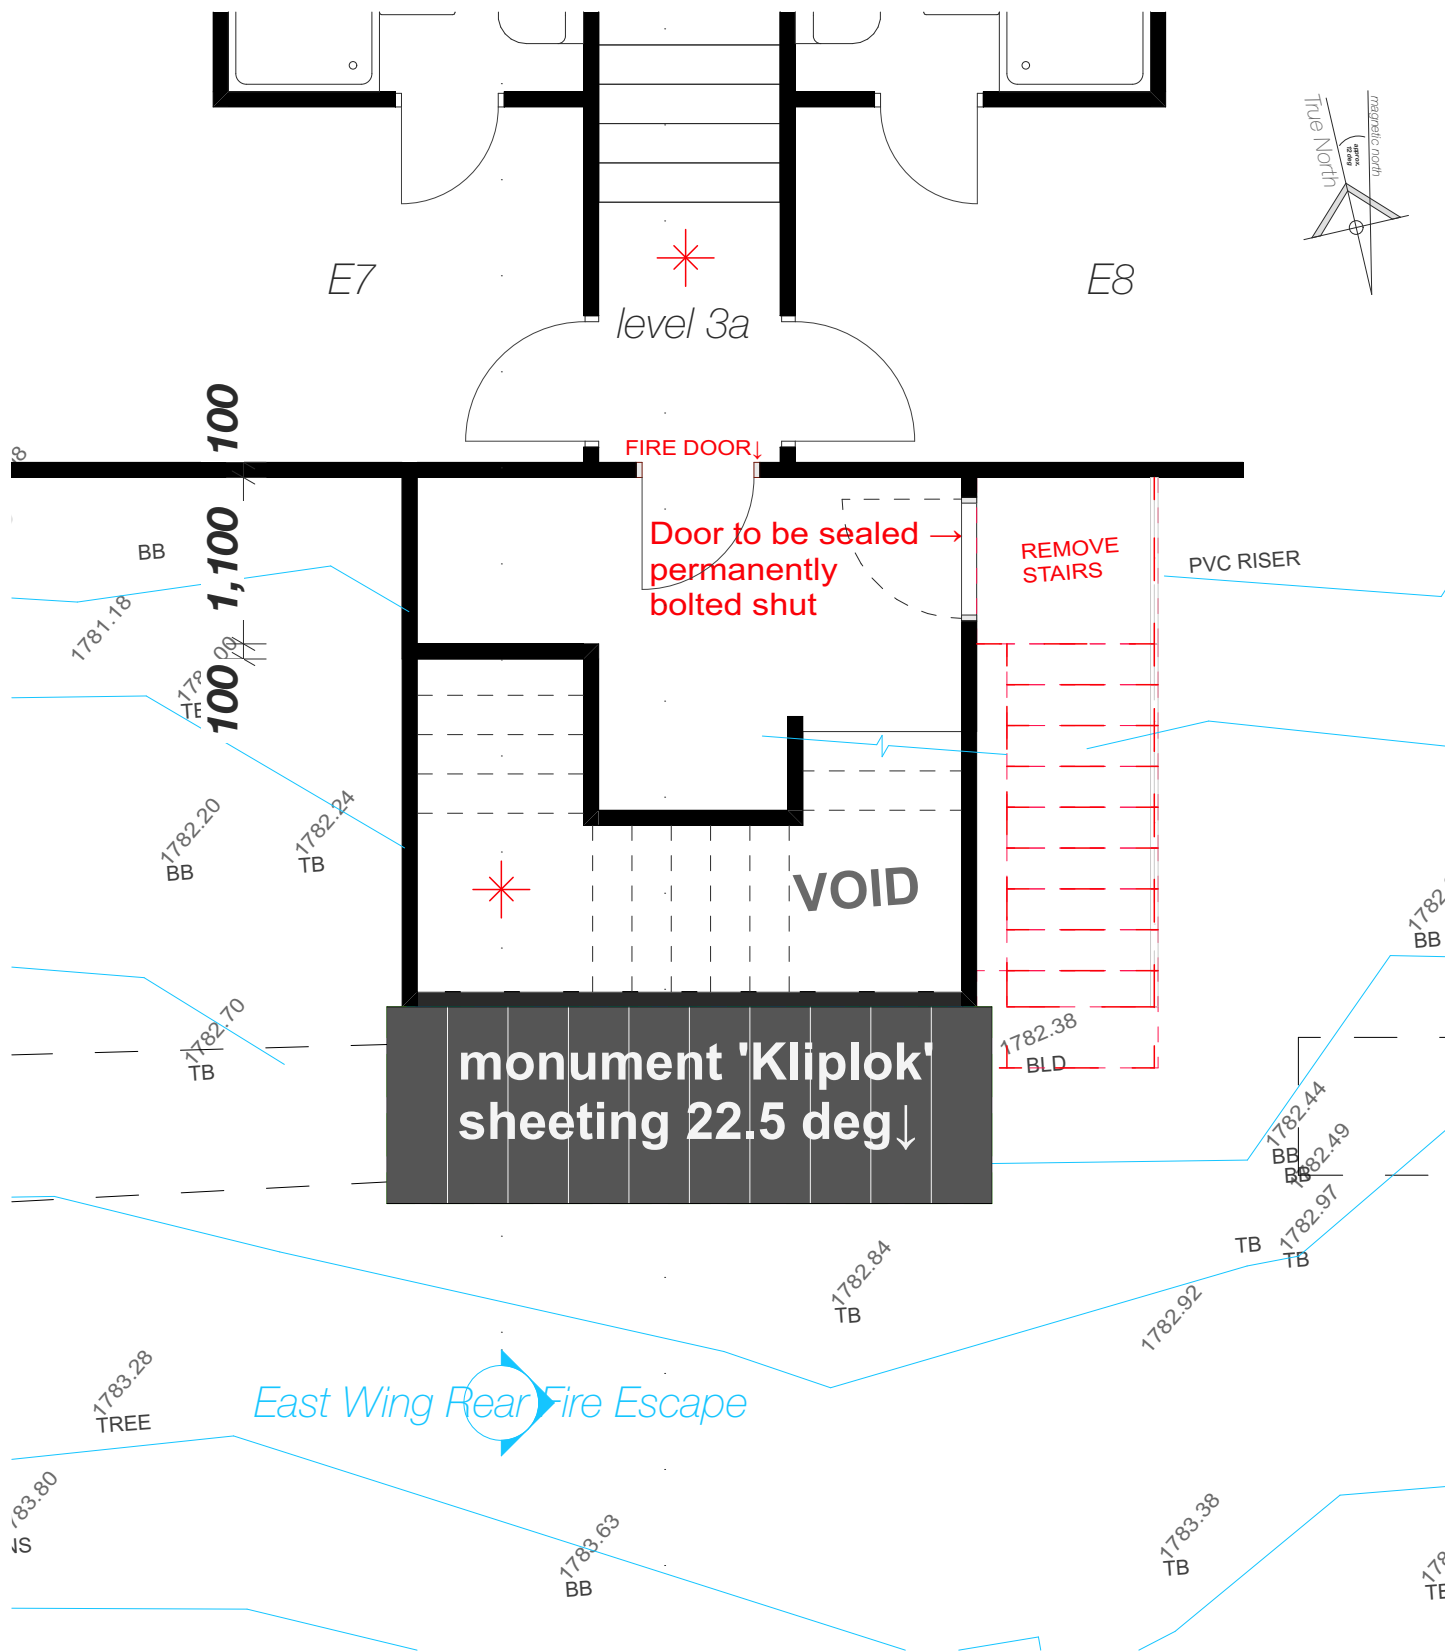 magnetic north
approx.
12 deg
True North
E7
E8
level 3a
100
FIRE DOOR↓
1,100
100
Door to be sealed →
permanently
bolted shut
REMOVE
STAIRS
PVC RISER
BB
1781.18
1782.20
BB
1782.24
TB
VOID
BB
1782.70
TB
1782.38
BLD
monument 'Kliplok'
sheeting 22.5 deg↓
1782.44
BB
1782.49
BB
1782.97
TB
TB
1782.84
TB
1782.92
1783.28
TREE
East Wing Rear Fire Escape
1783.63
BB
1783.38
TB